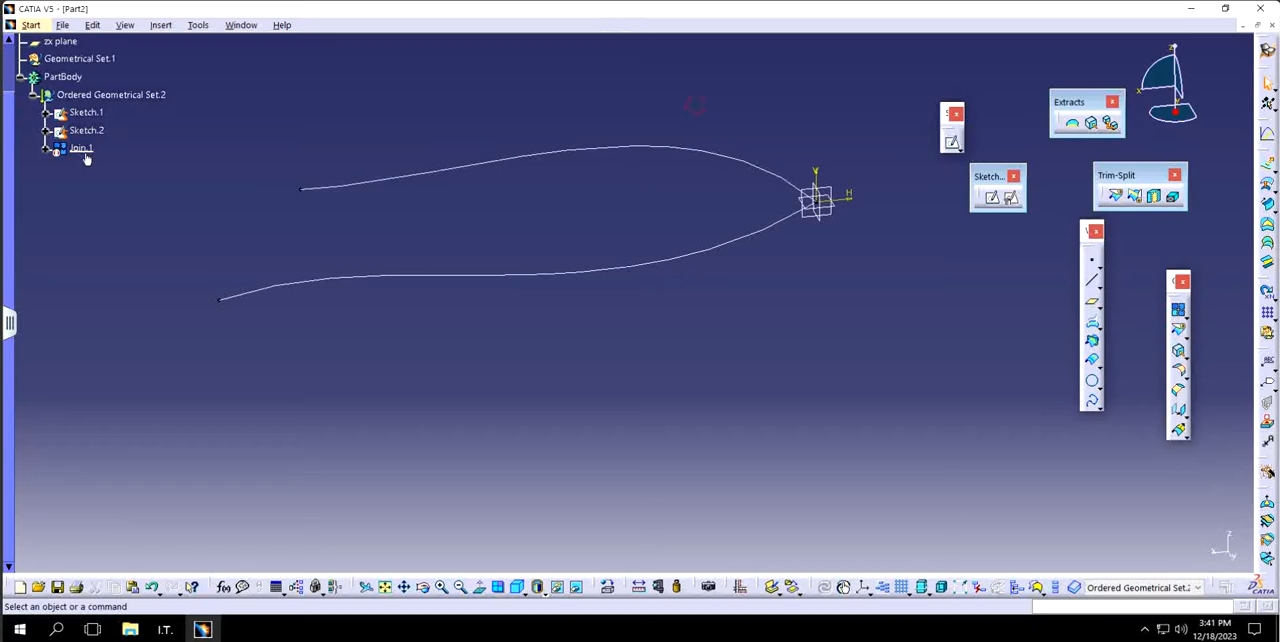 CATIA V5 - [Part2]
Start File Edit View Insert Tools Window Help
zx plane
Geometrical Set.1
PartBody
Ordered Geometrical Set.2
Sketch.1
Sketch.2
Join.1
Extracts
Sketch...
Trim-Split
V
H
z
x
y
f(x)
ABC
Ordered Geometrical Set.2
CATIA
Select an object or a command
I.T.
3:41 PM
12/18/2023